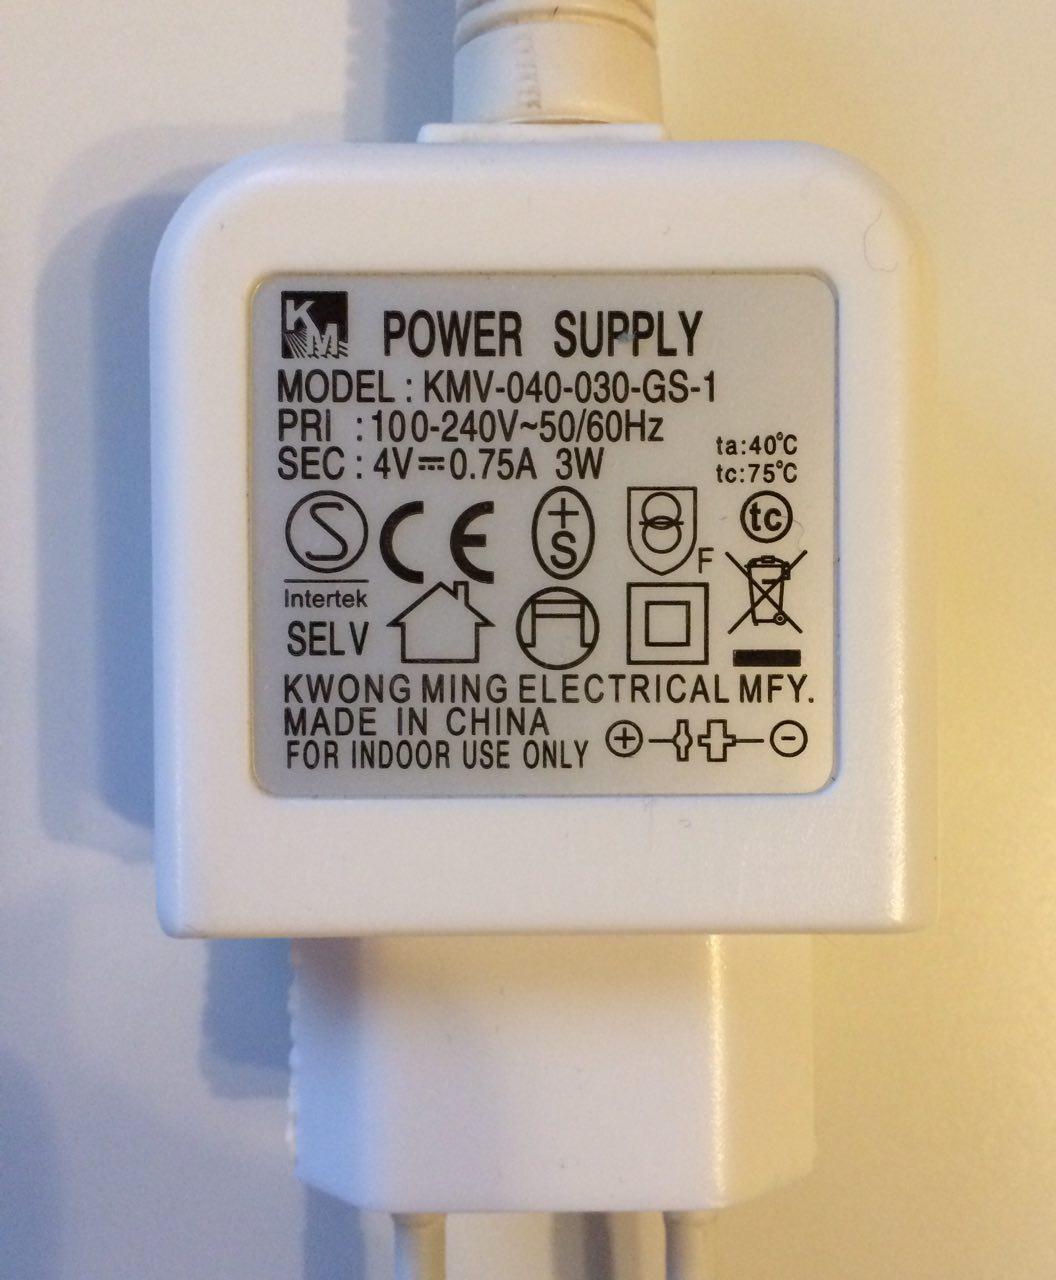 KM POWER SUPPLY
MODEL : KMV-040-030-GS-1
PRI : 100-240V~50/60Hz
SEC : 4V⎓0.75A 3W
ta:40°C
tc:75°C
S
CE
+S
F
tc
Intertek
SELV
KWONG MING ELECTRICAL MFY.
MADE IN CHINA
FOR INDOOR USE ONLY
+ -